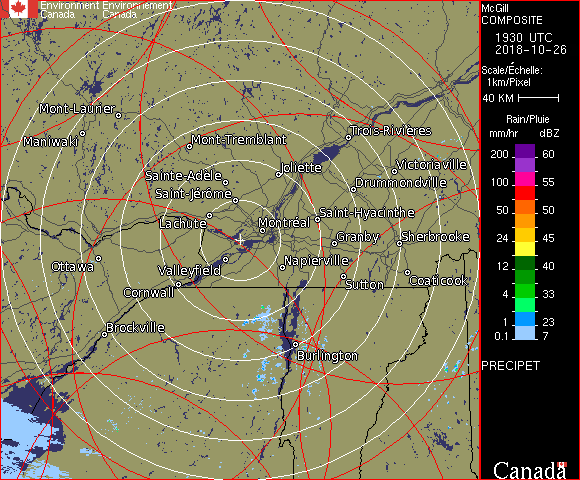 Environment Environnement
Canada Canada
McGill
COMPOSITE
1930 UTC
2018-10-26
Scale/Échelle:
1km/Pixel
40 KM
Rain/Pluie
mm/hr dBZ
200 60
100 55
50 50
24 45
12 40
4 33
1 23
0.1 7
PRECIPET
Canada
Mont-Laurier
Maniwaki
Mont-Tremblant
Trois-Rivières
Sainte-Adèle
Joliette
Victoriaville
Saint-Jérôme
Drummondville
Lachute
Montréal
Saint-Hyacinthe
Granby
Sherbrooke
Ottawa
Valleyfield
Napierville
Cornwall
Sutton
Coaticook
Brockville
Burlington